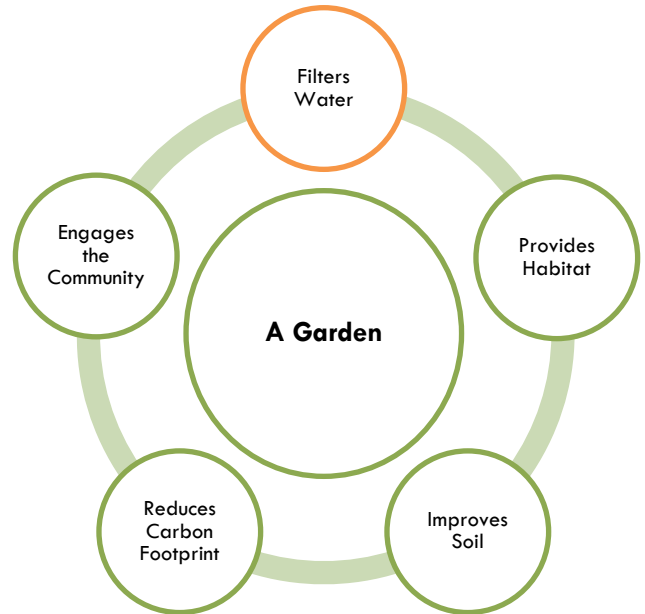 Filters
Water
Provides
Habitat
Improves
Soil
Reduces
Carbon
Footprint
Engages
the
Community
A Garden